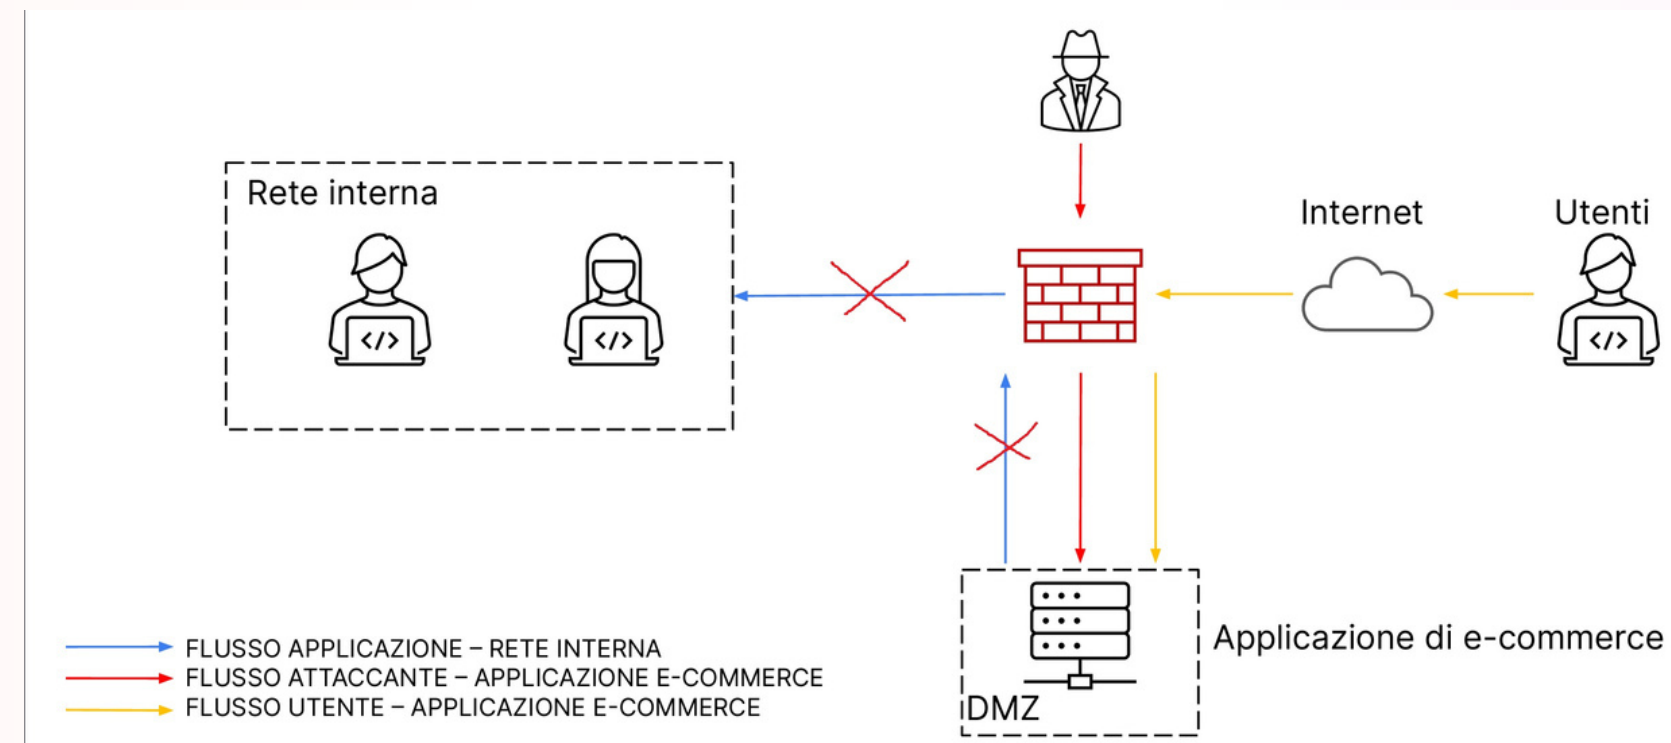 Rete interna
</>
</>
Internet
Utenti
</>
Applicazione di e-commerce
DMZ
FLUSSO APPLICAZIONE – RETE INTERNA
FLUSSO ATTACCANTE – APPLICAZIONE E-COMMERCE
FLUSSO UTENTE – APPLICAZIONE E-COMMERCE